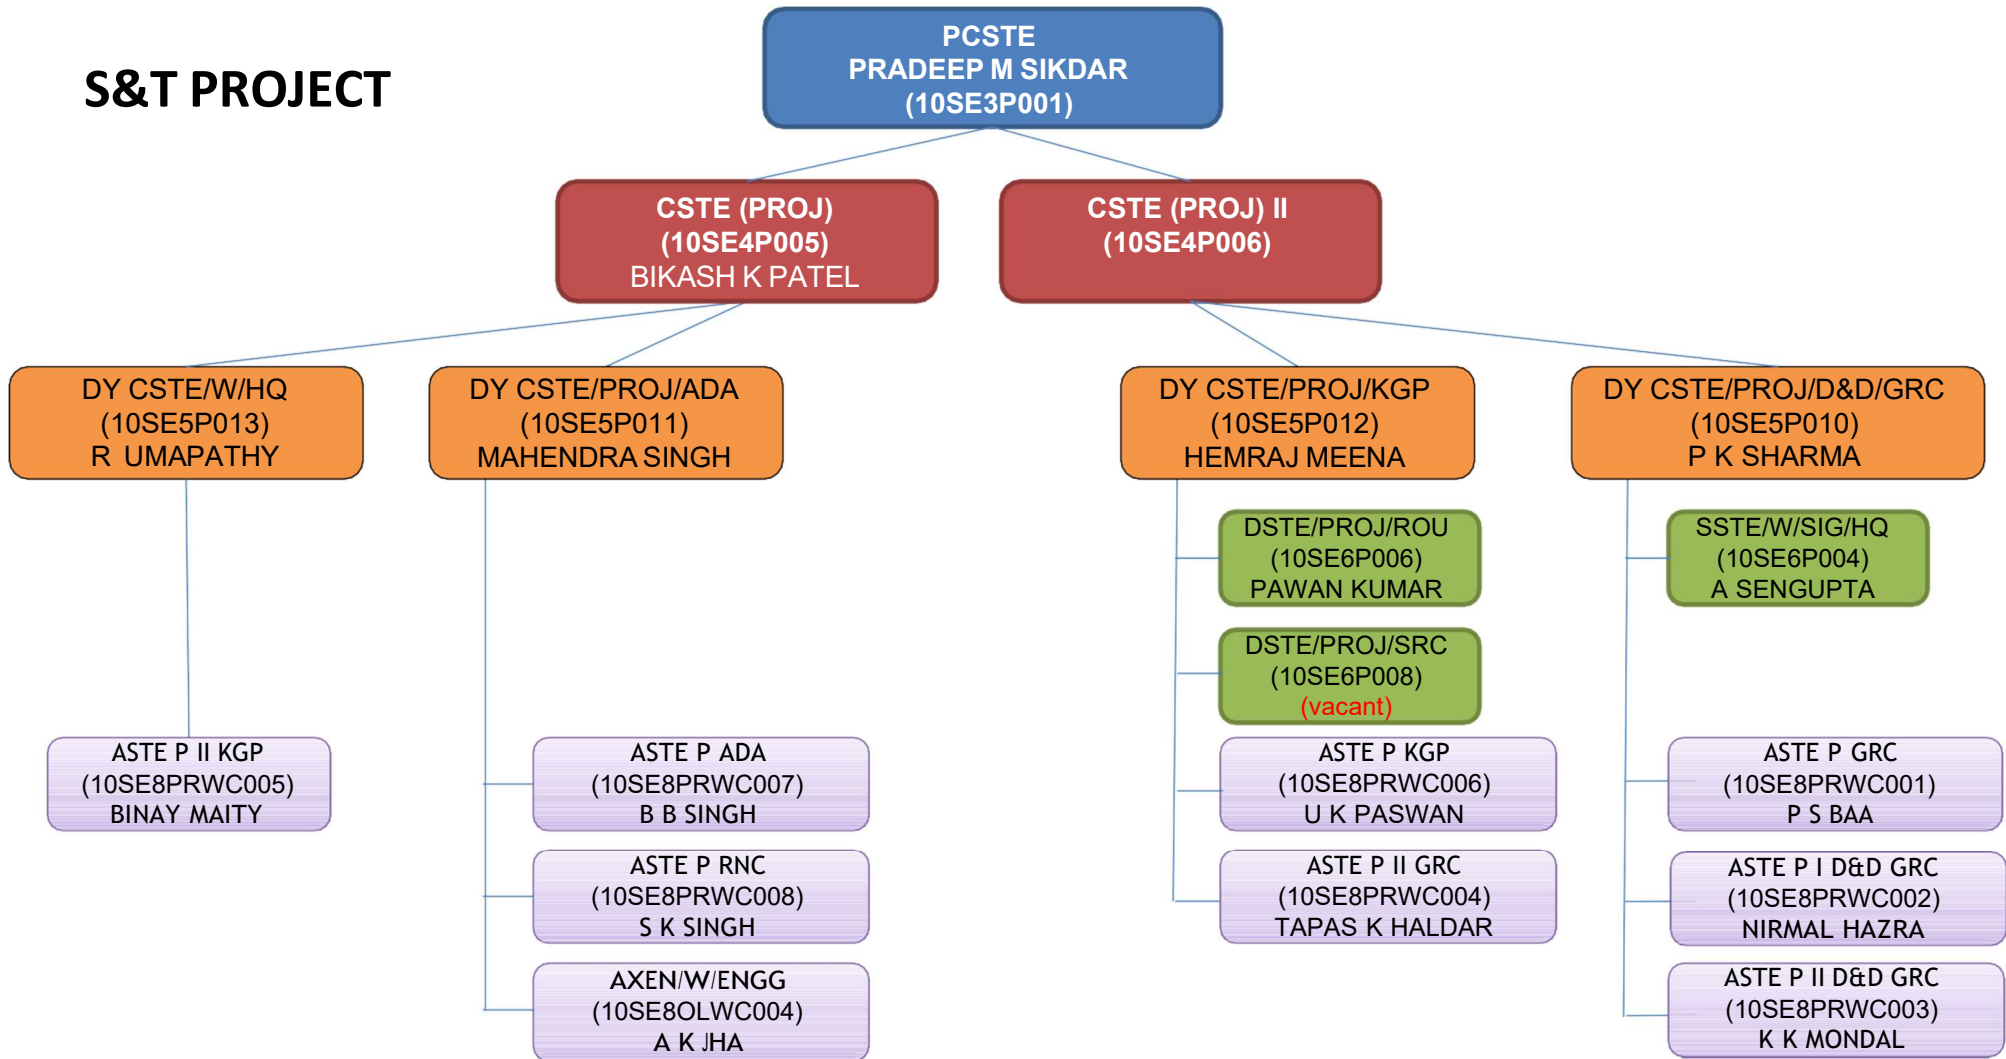 S&T PROJECT
PCSTE
PRADEEP M SIKDAR
(10SE3P001)
CSTE (PROJ)
(10SE4P005)
BIKASH K PATEL
CSTE (PROJ) II
(10SE4P006)
DY CSTE/W/HQ
(10SE5P013)
R UMAPATHY
DY CSTE/PROJ/ADA
(10SE5P011)
MAHENDRA SINGH
DY CSTE/PROJ/KGP
(10SE5P012)
HEMRAJ MEENA
DY CSTE/PROJ/D&D/GRC
(10SE5P010)
P K SHARMA
DSTE/PROJ/ROU
(10SE6P006)
PAWAN KUMAR
SSTE/W/SIG/HQ
(10SE6P004)
A SENGUPTA
DSTE/PROJ/SRC
(10SE6P008)
(vacant)
ASTE P II KGP
(10SE8PRWC005)
BINAY MAITY
ASTE P ADA
(10SE8PRWC007)
B B SINGH
ASTE P KGP
(10SE8PRWC006)
U K PASWAN
ASTE P GRC
(10SE8PRWC001)
P S BAA
ASTE P RNC
(10SE8PRWC008)
S K SINGH
ASTE P II GRC
(10SE8PRWC004)
TAPAS K HALDAR
ASTE P I D&D GRC
(10SE8PRWC002)
NIRMAL HAZRA
AXEN/W/ENGG
(10SE8OLWC004)
A K JHA
ASTE P II D&D GRC
(10SE8PRWC003)
K K MONDAL